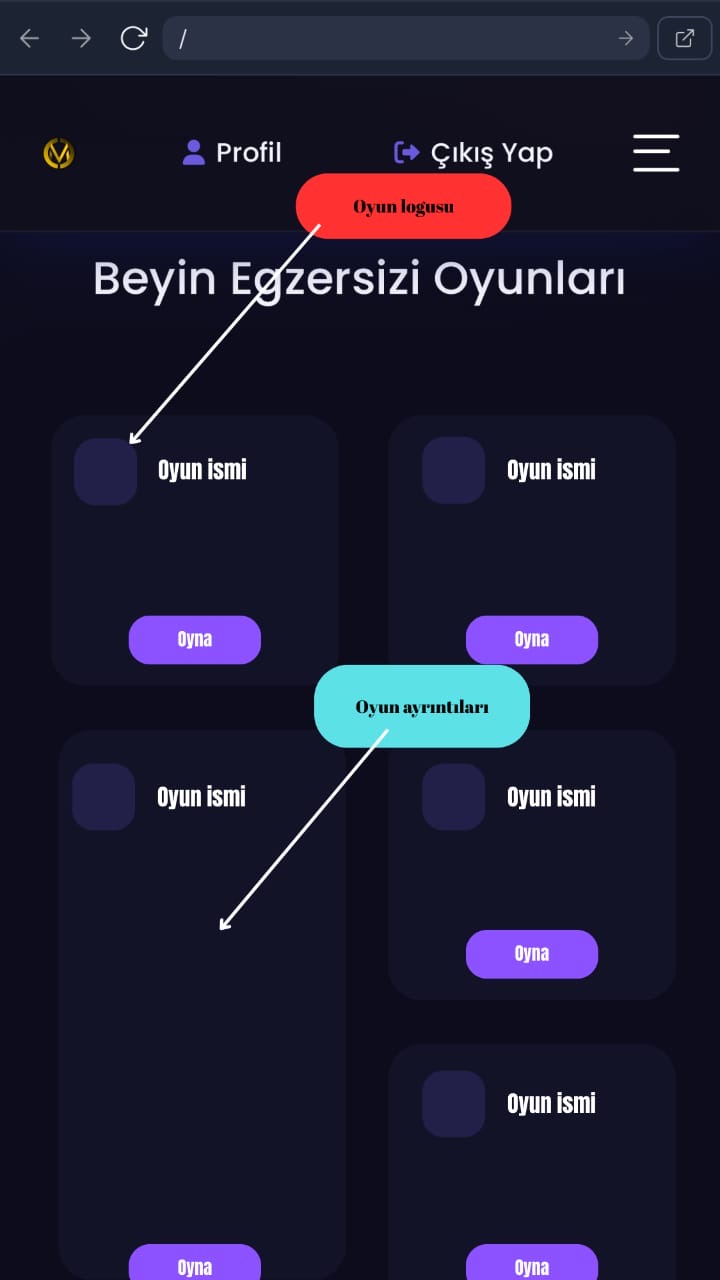 /
Profil
Çıkış Yap
Oyun logusu
Beyin Egzersizi Oyunları
Oyun ismi
Oyun ismi
Oyna
Oyna
Oyun ayrıntıları
Oyun ismi
Oyun ismi
Oyna
Oyun ismi
Oyna
Oyna